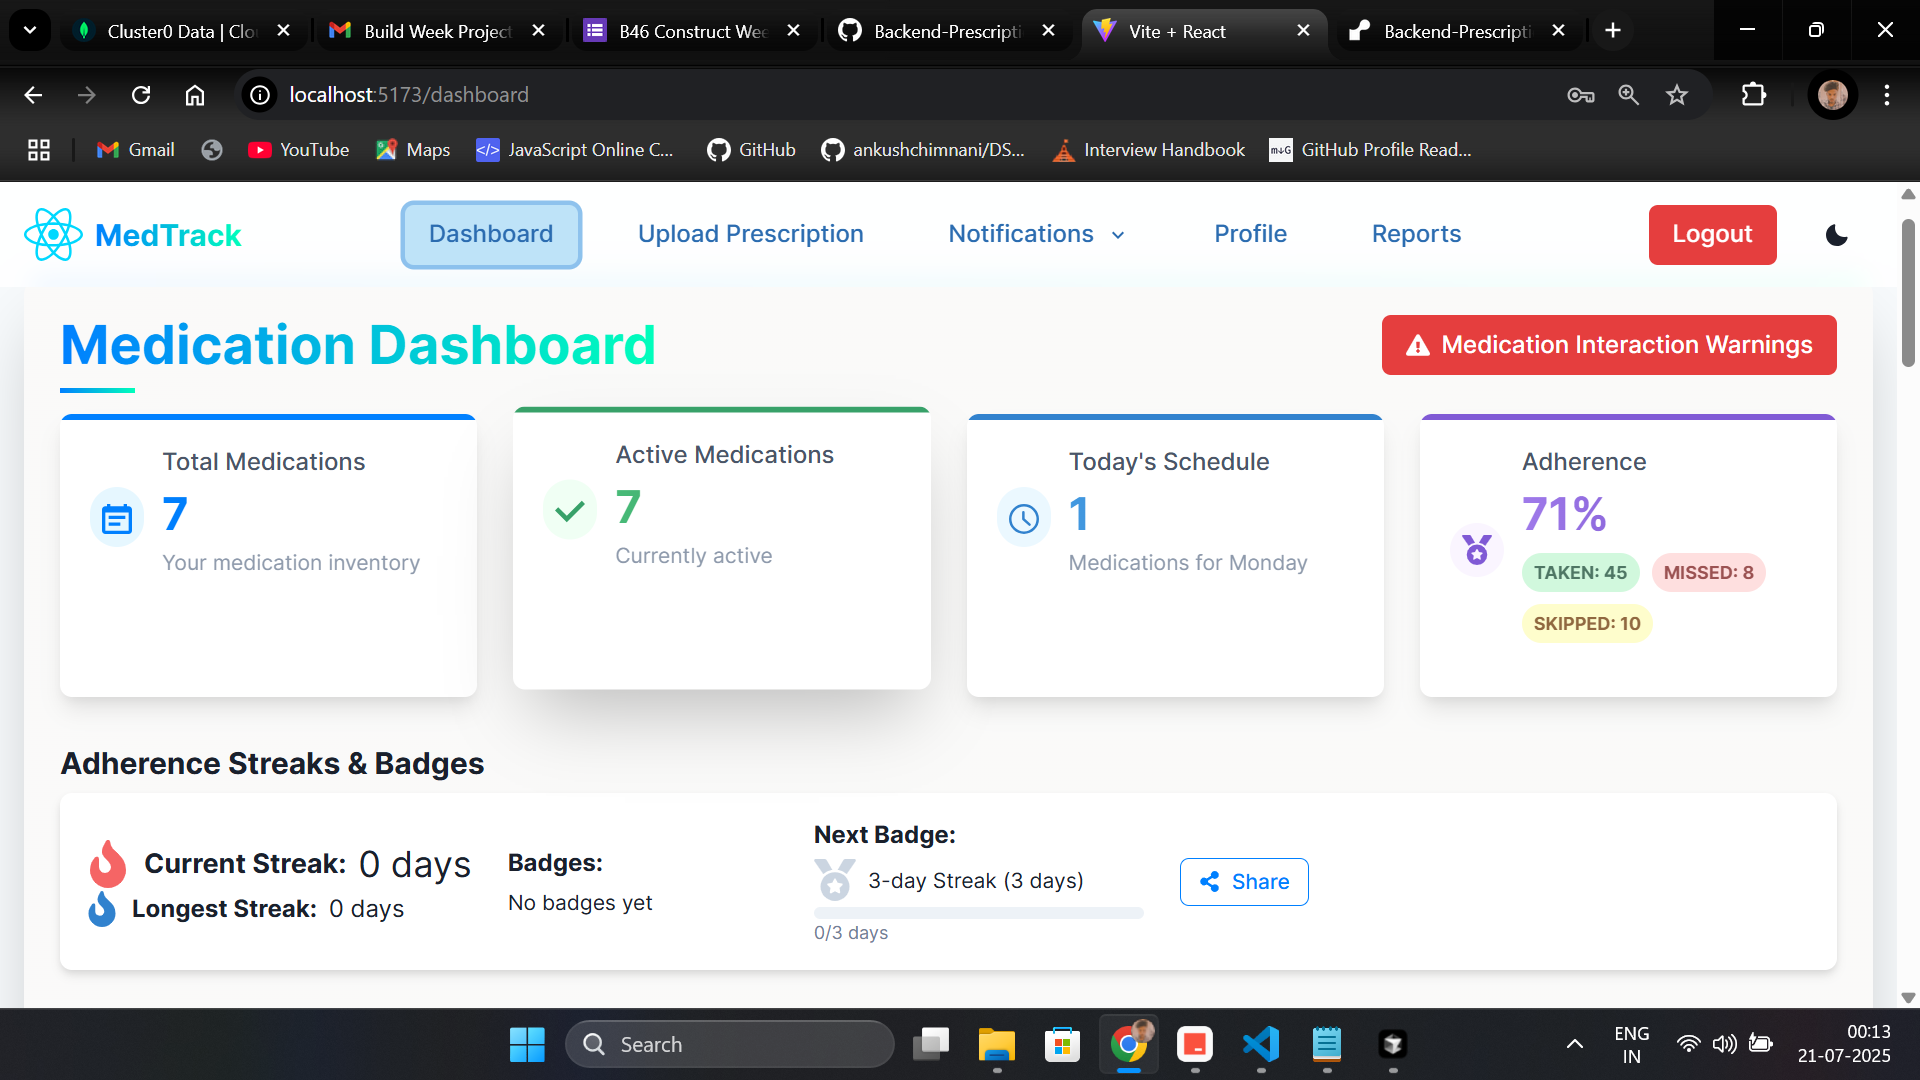 Cluster0 Data | Clo
Build Week Project
B46 Construct Wee
Backend-Prescripti
Vite + React
Backend-Prescripti
localhost:5173/dashboard
Gmail
YouTube
Maps
JavaScript Online C...
GitHub
ankushchimnani/DS...
Interview Handbook
GitHub Profile Read...
MedTrack
Dashboard
Upload Prescription
Notifications
Profile
Reports
Logout
Medication Dashboard
Medication Interaction Warnings
Total Medications
7
Your medication inventory
Active Medications
7
Currently active
Today's Schedule
1
Medications for Monday
Adherence
71%
TAKEN: 45
MISSED: 8
SKIPPED: 10
Adherence Streaks & Badges
Current Streak: 0 days
Longest Streak: 0 days
Badges:
No badges yet
Next Badge:
3-day Streak (3 days)
0/3 days
Share
Search
ENG
IN
00:13
21-07-2025